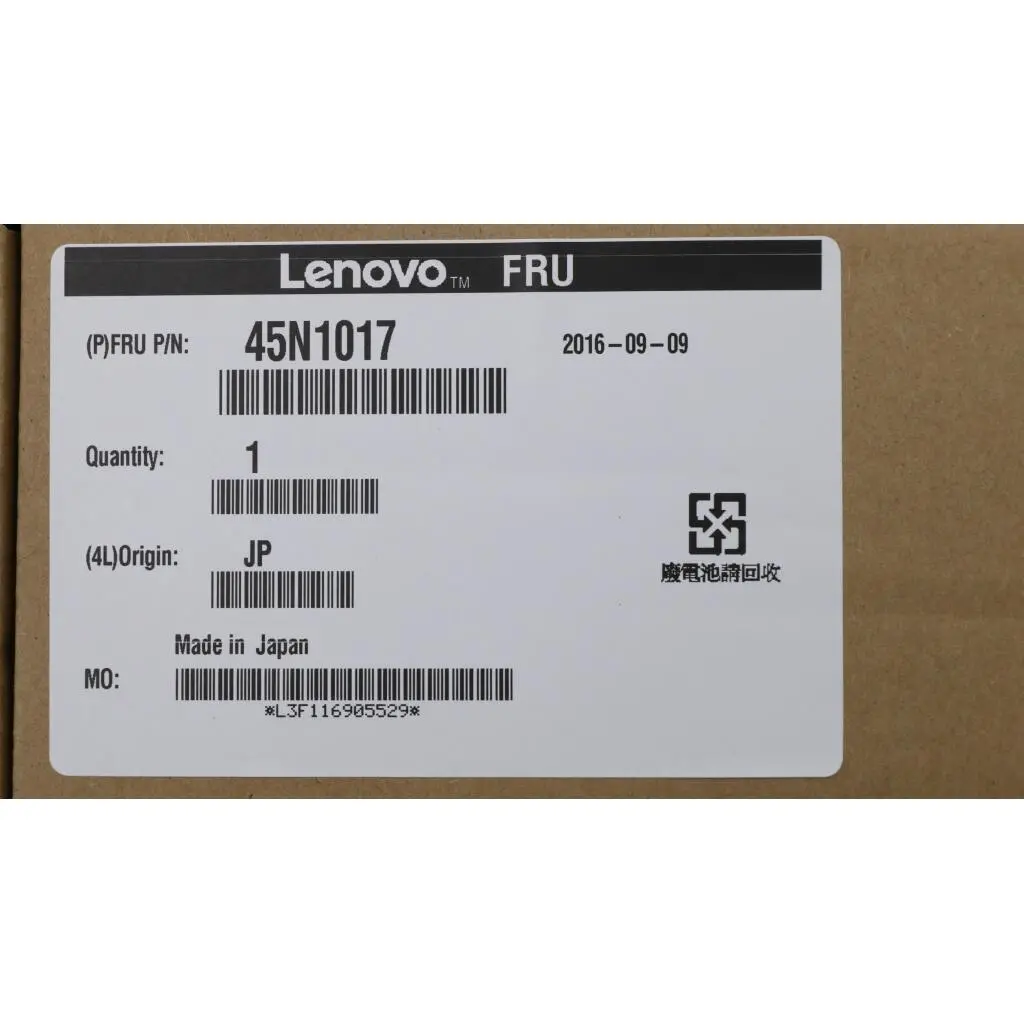 Lenovo™ FRU
(P)FRU P/N: 45N1017 2016-09-09
Quantity: 1
(4L)Origin: JP
廢電池請回收
Made in Japan
MO:
*L3F116905529*